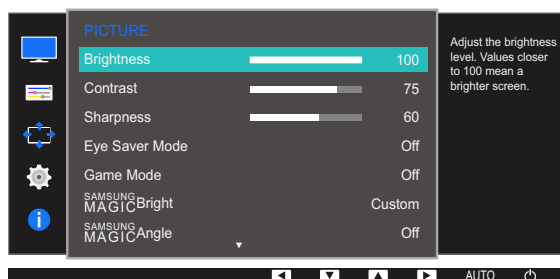 PICTURE
Brightness 100
Contrast 75
Sharpness 60
Eye Saver Mode Off
Game Mode Off
SAMSUNG
MAGICBright Custom
SAMSUNG
MAGICAngle Off
Adjust the brightness
level. Values closer
to 100 mean a
brighter screen.
AUTO